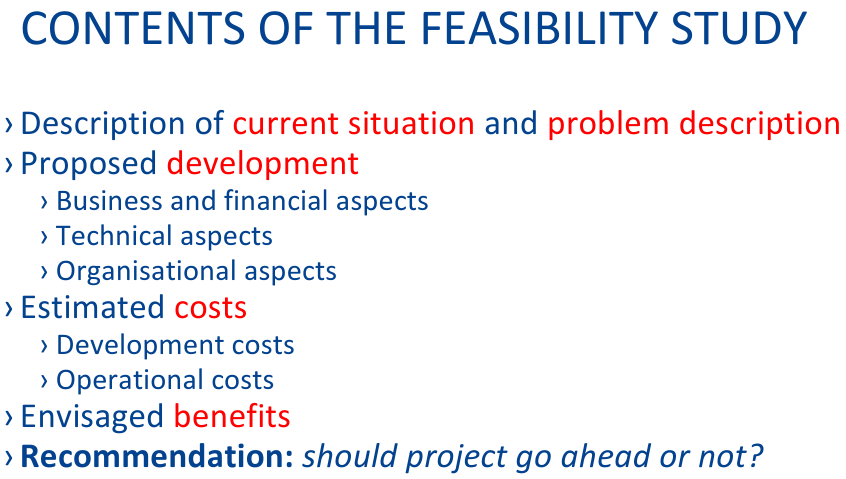 CONTENTS OF THE FEASIBILITY STUDY
› Description of current situation and problem description
› Proposed development
› Business and financial aspects
› Technical aspects
› Organisational aspects
› Estimated costs
› Development costs
› Operational costs
› Envisaged benefits
› Recommendation: should project go ahead or not?